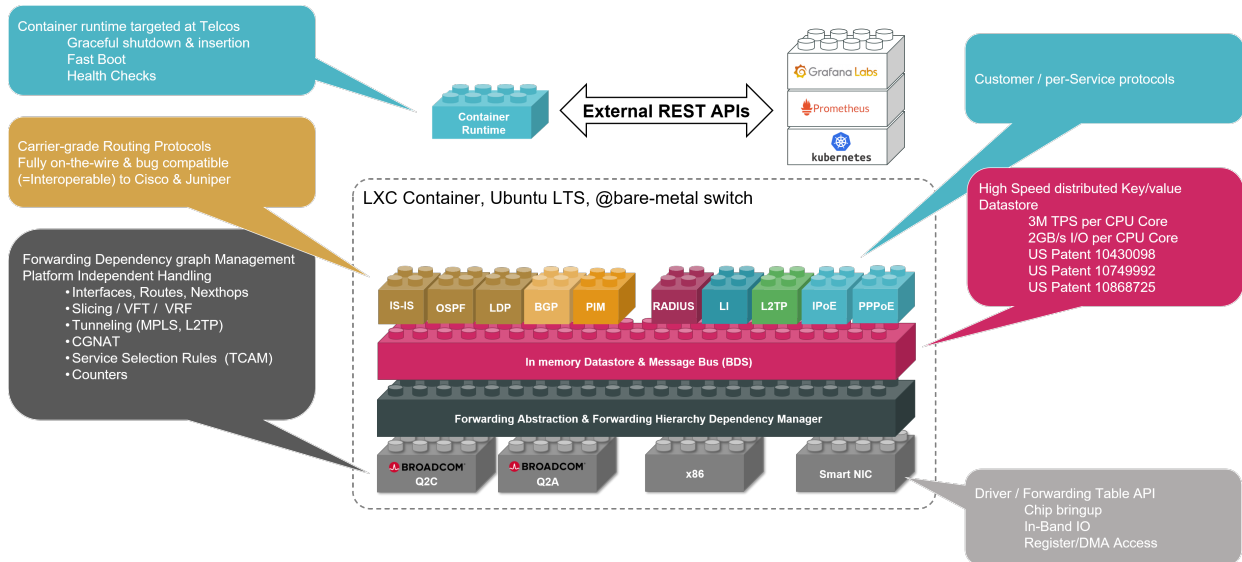 Container runtime targeted at Telcos
Graceful shutdown & insertion
Fast Boot
Health Checks
Container
Runtime
External REST APIs
Grafana Labs
Prometheus
kubernetes
Customer / per-Service protocols
Carrier-grade Routing Protocols
Fully on-the-wire & bug compatible
(=Interoperable) to Cisco & Juniper
LXC Container, Ubuntu LTS, @bare-metal switch
High Speed distributed Key/value
Datastore
3M TPS per CPU Core
2GB/s I/O per CPU Core
US Patent 10430098
US Patent 10749992
US Patent 10868725
Forwarding Dependency graph Management
Platform Independent Handling
• Interfaces, Routes, Nexthops
• Slicing / VFT / VRF
• Tunneling (MPLS, L2TP)
• CGNAT
• Service Selection Rules (TCAM)
• Counters
IS-IS
OSPF
LDP
BGP
PIM
RADIUS
LI
L2TP
IPoE
PPPoE
In memory Datastore & Message Bus (BDS)
Forwarding Abstraction & Forwarding Hierarchy Dependency Manager
BROADCOM
Q2C
BROADCOM
Q2A
x86
Smart NIC
Driver / Forwarding Table API
Chip bringup
In-Band IO
Register/DMA Access